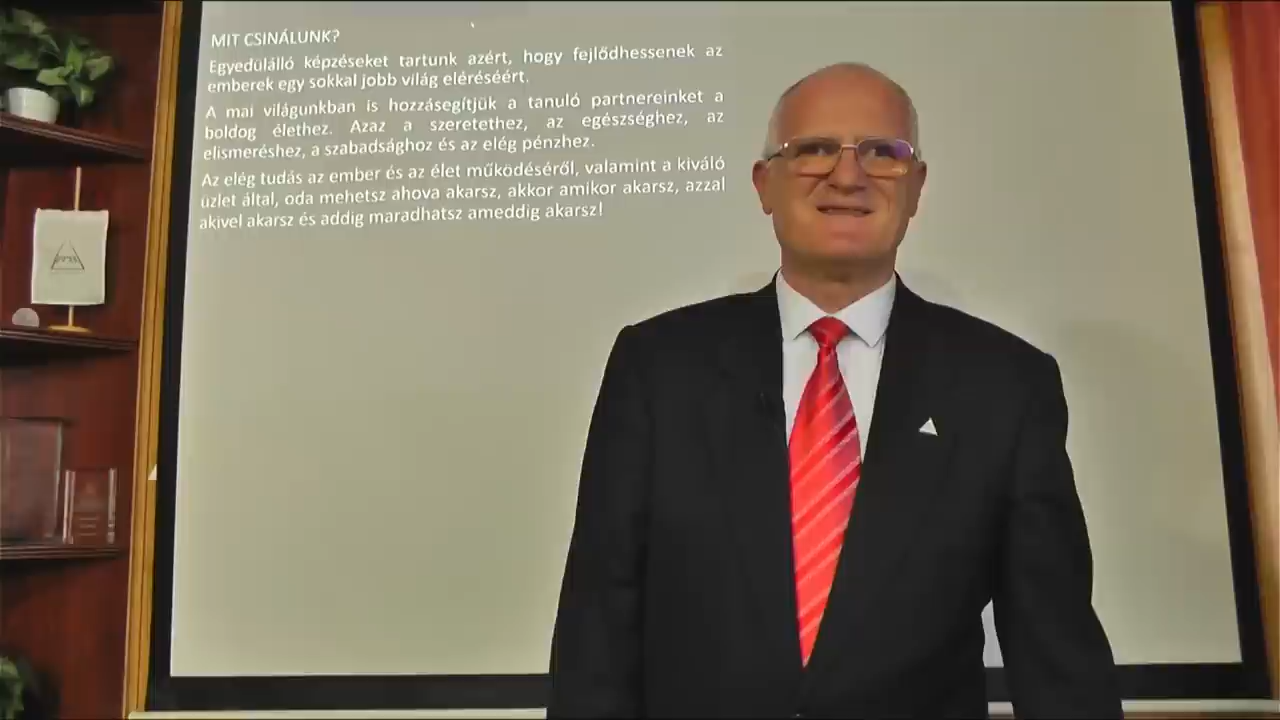 MIT CSINÁLUNK?
Egyedülálló képzéseket tartunk azért, hogy fejlődhessenek az
emberek egy sokkal jobb világ eléréséért.
A mai világunkban is hozzásegítjük a tanuló partnereinket a
boldog élethez. Azaz a szeretethez, az egészséghez, az
elismeréshez, a szabadsághoz és az elég pénzhez.
Az elég tudás az ember és az élet működéséről, valamint a kiváló
üzlet által, oda mehetsz ahova akarsz, akkor amikor akarsz, azzal
akivel akarsz és addig maradhatsz ameddig akarsz!